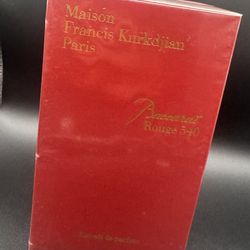 Maison
Francis Kurkdjian
Paris
Baccarat
Rouge 540
Extrait de parfum